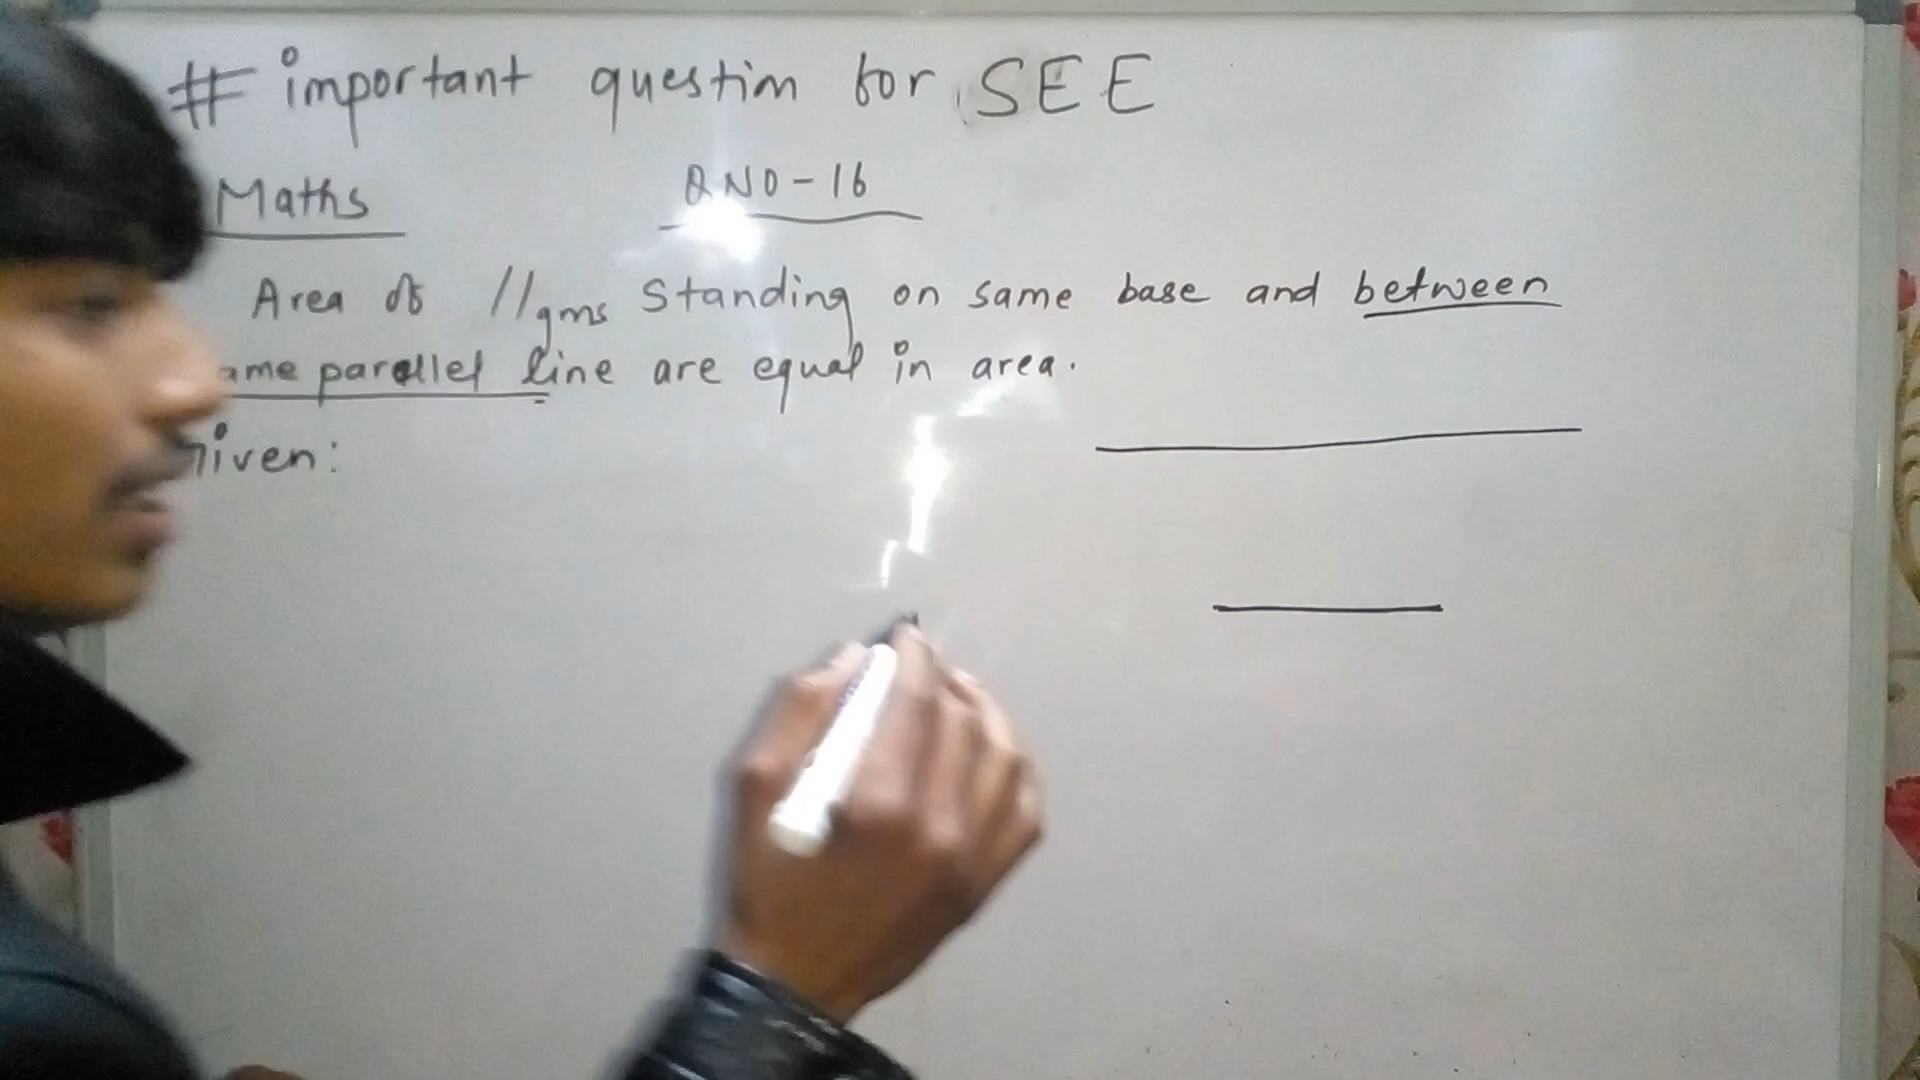 # important question for SEE
Maths
QNO-16
Area of //gms standing on same base and between
ame parallel line are equal in area.
iven: